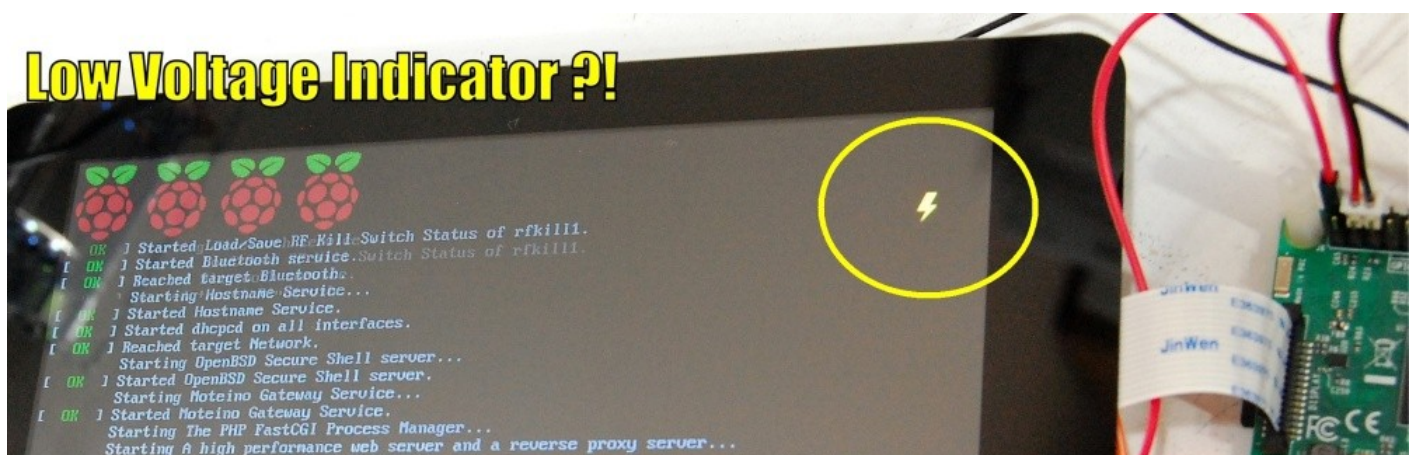 Low Voltage Indicator ?!
[ OK ] Started Load/Save RF Kill Switch Status of rfkill1.
[ OK ] Started Bluetooth service.
[ OK ] Reached target Bluetooth.
Starting Hostname Service...
[ OK ] Started Hostname Service.
[ OK ] Started dhcpcd on all interfaces.
[ OK ] Reached target Network.
Starting OpenBSD Secure Shell server...
[ OK ] Started OpenBSD Secure Shell server.
Starting Moteino Gateway Service...
[ OK ] Started Moteino Gateway Service.
Starting The PHP FastCGI Process Manager...
Starting A high performance web server and a reverse proxy server...
JinWen
JinWen
DISPLAY
FC CE